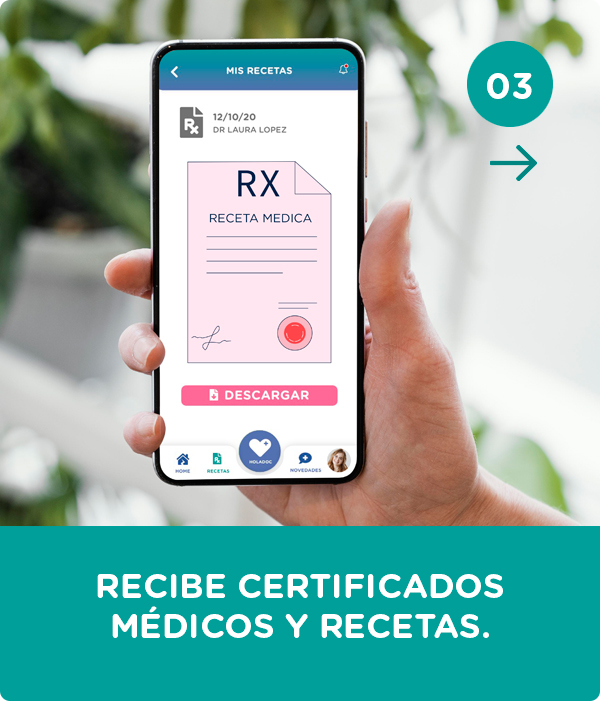 MIS RECETAS
03
12/10/20
DR LAURA LOPEZ
Rx
RX
RECETA MEDICA
DESCARGAR
HOME
RECETAS
HOLADOC
NOVEDADES
RECIBE CERTIFICADOS
MÉDICOS Y RECETAS.